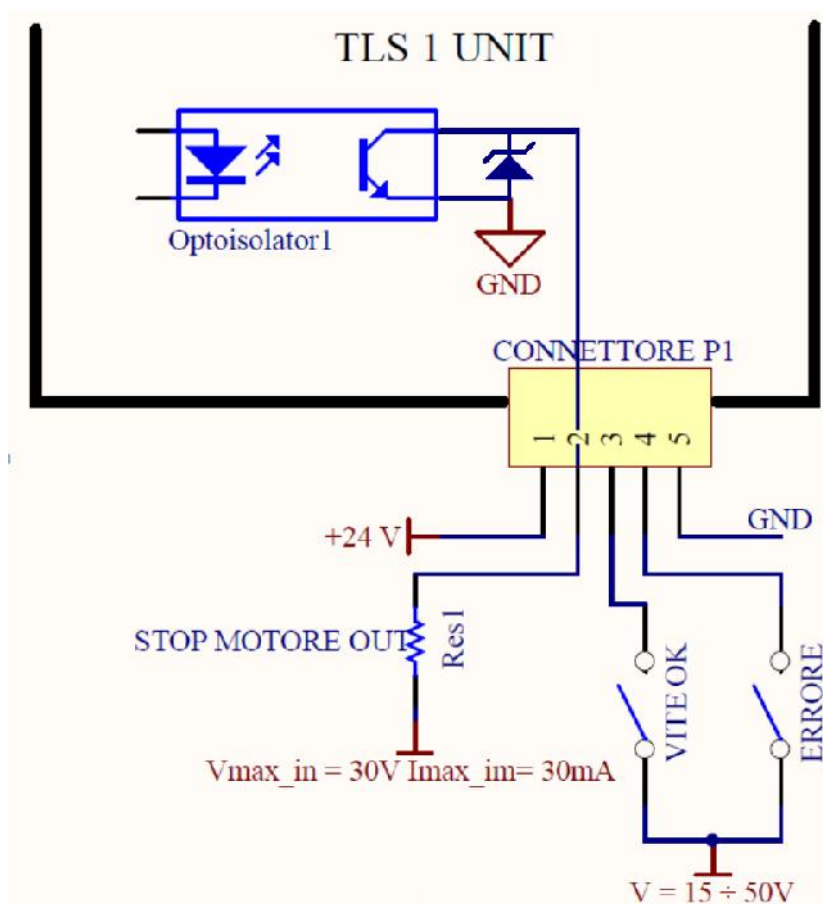 TLS 1 UNIT
Optoisolator1
GND
CONNETTORE P1
1 2 3 4 5
GND
+24 V
STOP MOTORE OUT
Res1
VITE OK
ERRORE
Vmax_in = 30V Imax_im= 30mA
V = 15 ÷ 50V